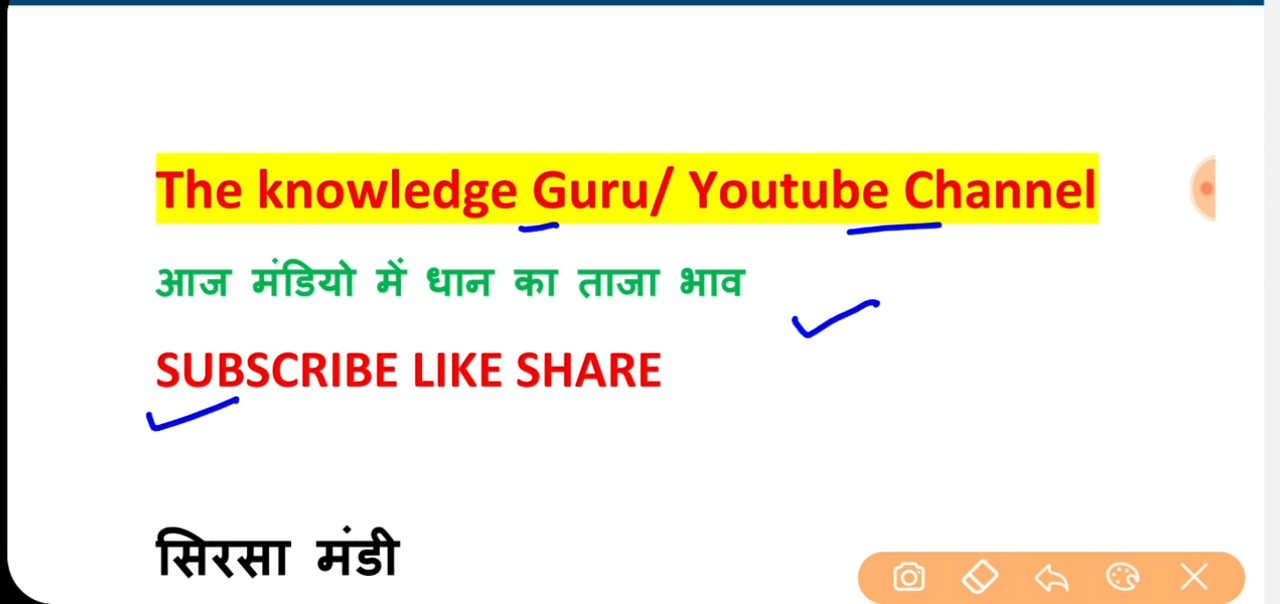 The knowledge Guru/ Youtube Channel
आज मंडियो में धान का ताजा भाव
SUBSCRIBE LIKE SHARE
सिरसा मंडी